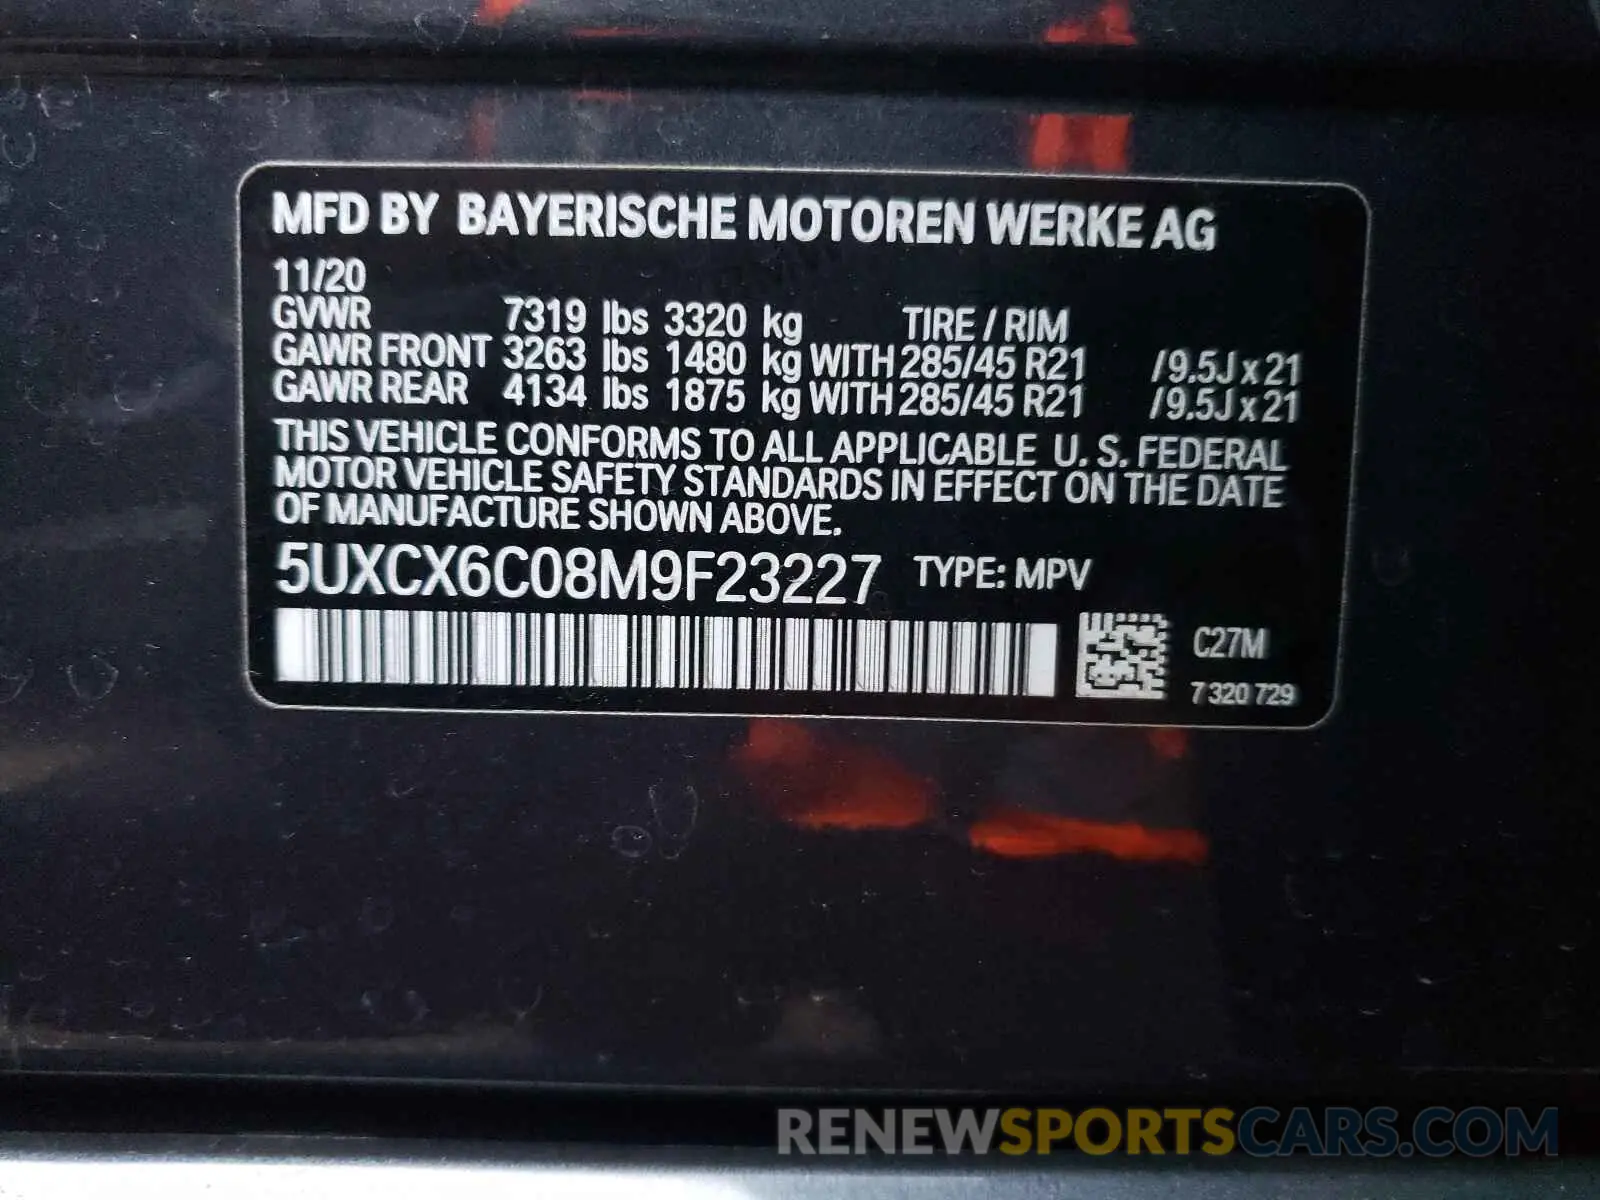 MFD BY BAYERISCHE MOTOREN WERKE AG
11/20
GVWR 7319 lbs 3320 kg TIRE / RIM
GAWR FRONT 3263 lbs 1480 kg WITH 285/45 R21 /9.5J x 21
GAWR REAR 4134 lbs 1875 kg WITH 285/45 R21 /9.5J x 21
THIS VEHICLE CONFORMS TO ALL APPLICABLE U. S. FEDERAL
MOTOR VEHICLE SAFETY STANDARDS IN EFFECT ON THE DATE
OF MANUFACTURE SHOWN ABOVE.
5UXCX6C08M9F23227 TYPE: MPV
C27M
7 320 729
RENEWSPORTSCARS.COM